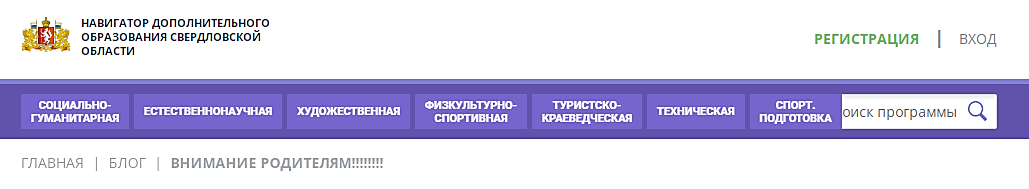 НАВИГАТОР ДОПОЛНИТЕЛЬНОГО
ОБРАЗОВАНИЯ СВЕРДЛОВСКОЙ
ОБЛАСТИ
РЕГИСТРАЦИЯ | ВХОД
СОЦИАЛЬНО-
ГУМАНИТАРНАЯ
ЕСТЕСТВЕННОНАУЧНАЯ
ХУДОЖЕСТВЕННАЯ
ФИЗКУЛЬТУРНО-
СПОРТИВНАЯ
ТУРИСТСКО-
КРАЕВЕДЧЕСКАЯ
ТЕХНИЧЕСКАЯ
СПОРТ.
ПОДГОТОВКА
оиск программы
ГЛАВНАЯ | БЛОГ | ВНИМАНИЕ РОДИТЕЛЯМ!!!!!!!!